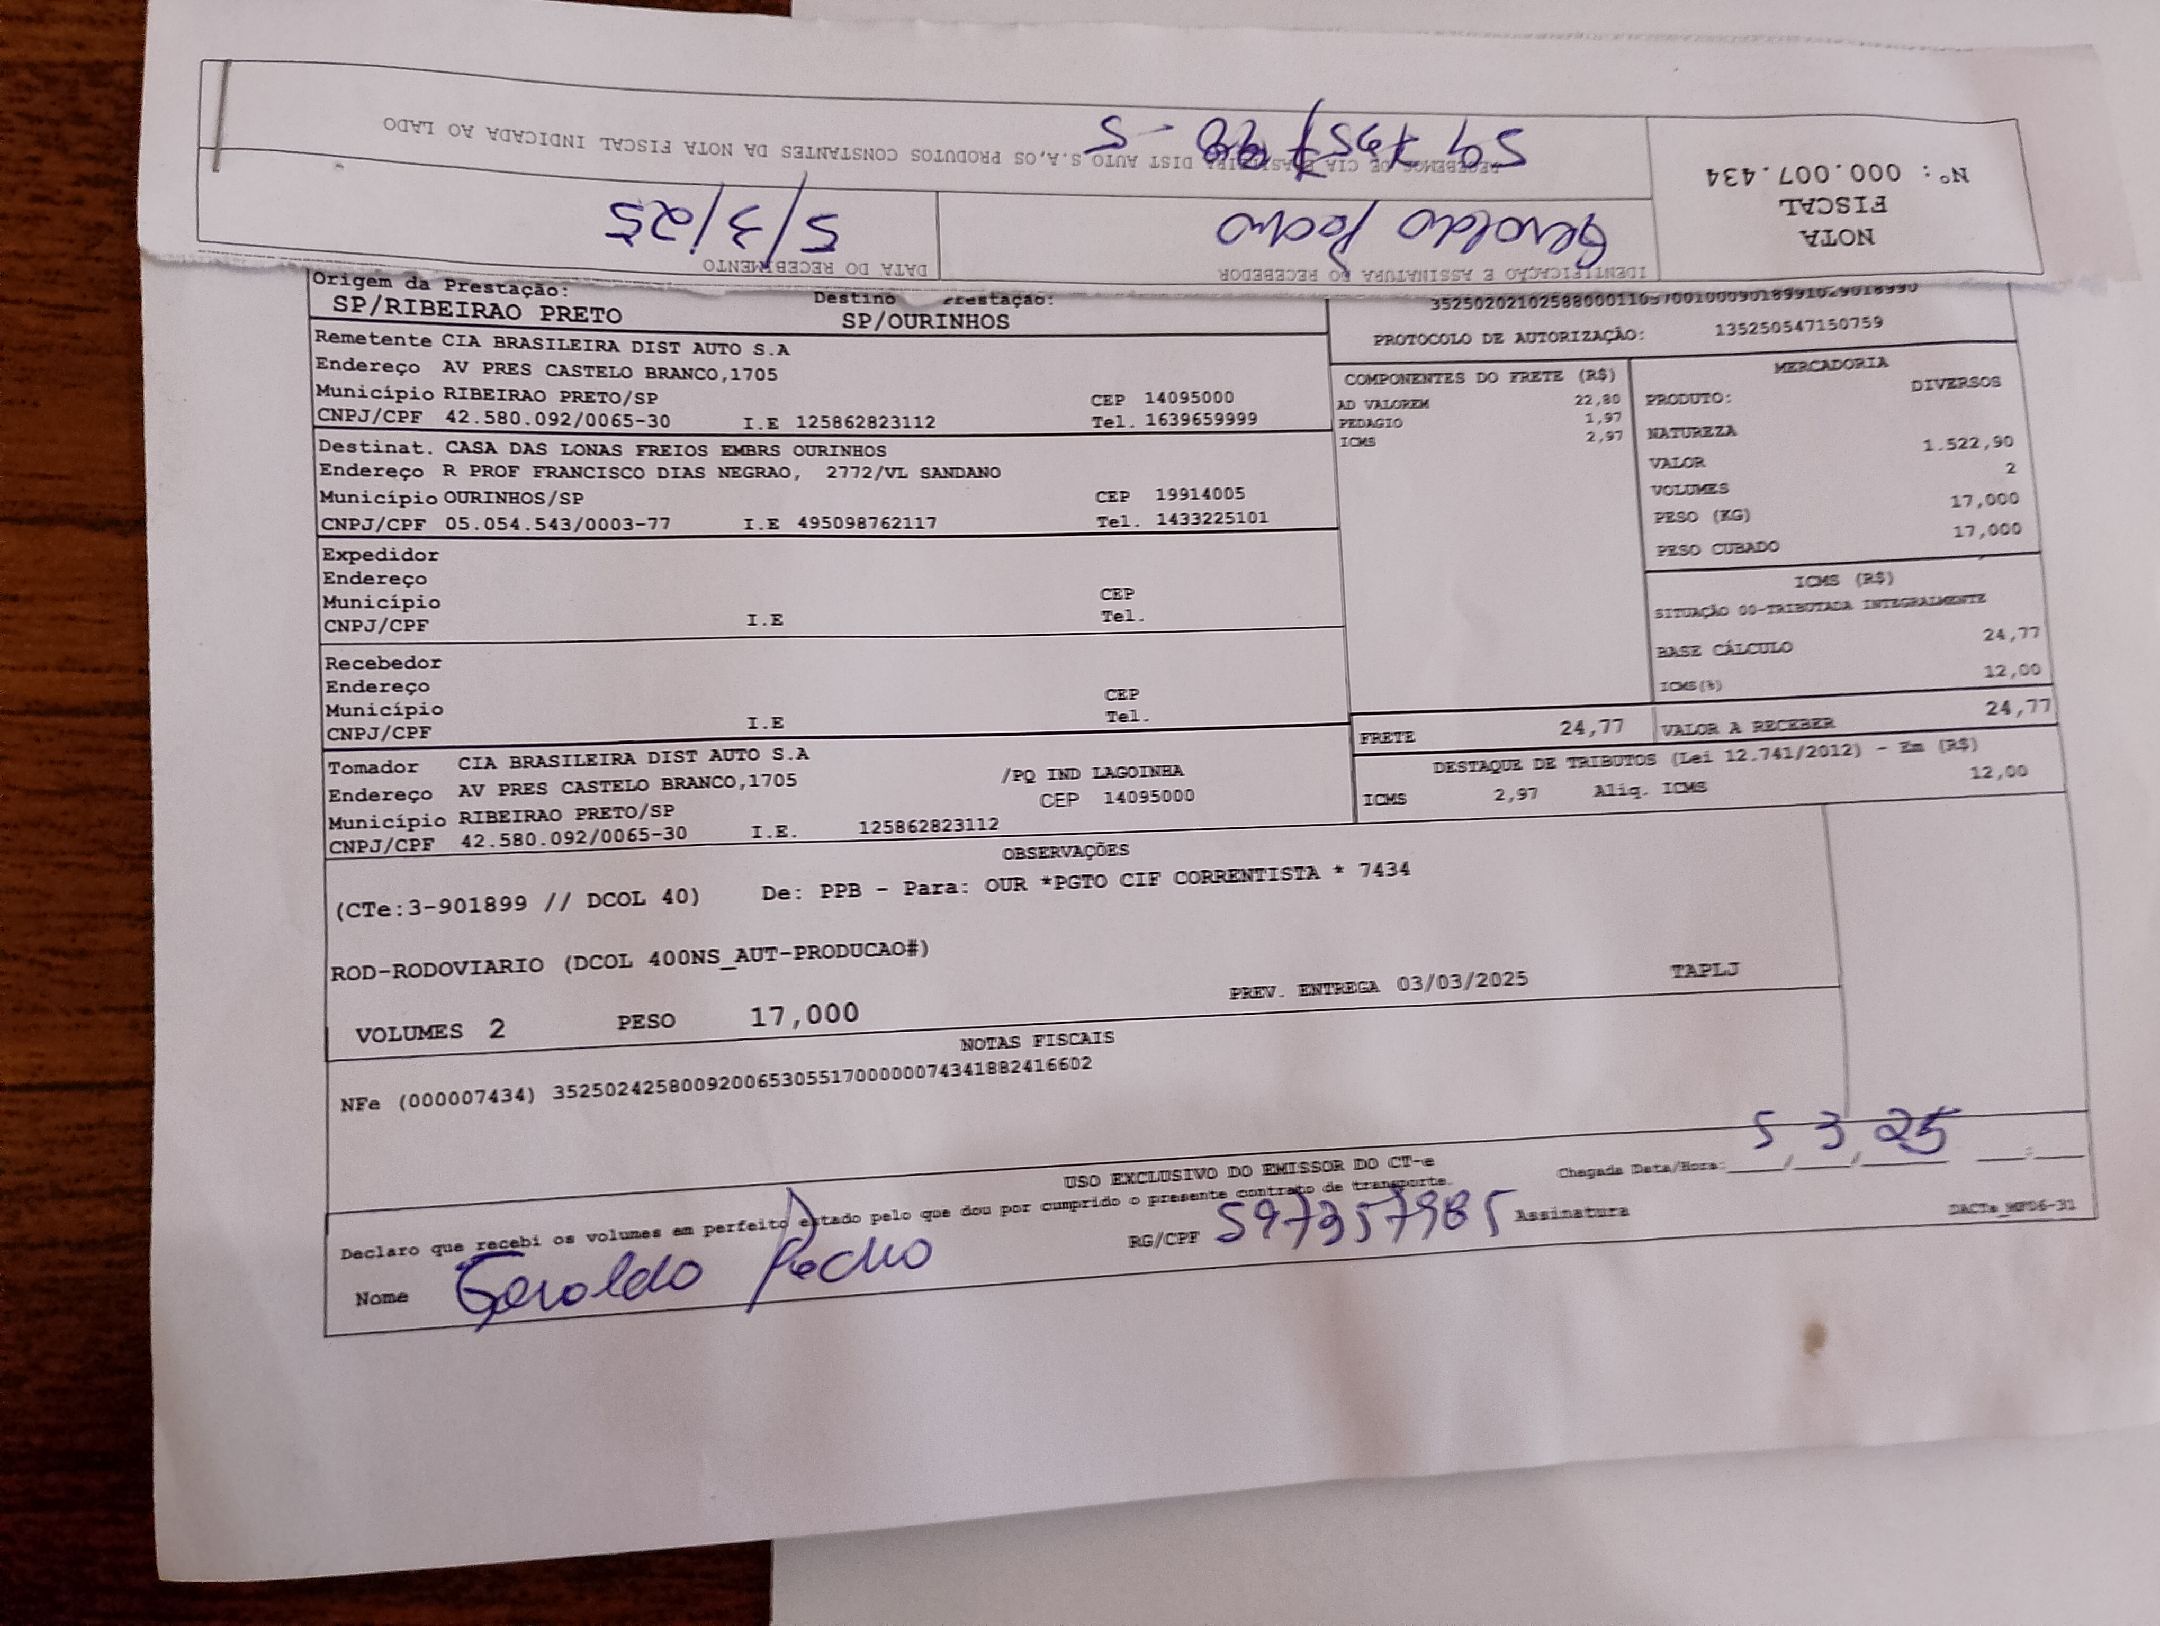 RECEBEMOS DE CIA BRASILEIRA DIST AUTO S.A, OS PRODUTOS CONSTANTES DA NOTA FISCAL INDICADA AO LADO
NOTA
FISCAL
Nº: 000.007.434
IDENTIFICAÇÃO E ASSINATURA DO RECEBEDOR
Geraldo Pedro
DATA DO RECEBIMENTO
5/3/25
Origem da Prestação:
SP/RIBEIRAO PRETO
Destino Prestação:
SP/OURINHOS
PROTOCOLO DE AUTORIZAÇÃO: 135250547150759
Remetente CIA BRASILEIRA DIST AUTO S.A
Endereço AV PRES CASTELO BRANCO,1705
Município RIBEIRAO PRETO/SP CEP 14095000
CNPJ/CPF 42.580.092/0065-30 I.E 125862823112 Tel. 1639659999
Destinat. CASA DAS LONAS FREIOS EMBRS OURINHOS
Endereço R PROF FRANCISCO DIAS NEGRAO, 2772/VL SANDANO
Município OURINHOS/SP CEP 19914005
CNPJ/CPF 05.054.543/0003-77 I.E 495098762117 Tel. 1433225101
Expedidor
Endereço
Município CEP
CNPJ/CPF I.E Tel.
Recebedor
Endereço
Município CEP
CNPJ/CPF I.E Tel.
Tomador CIA BRASILEIRA DIST AUTO S.A
Endereço AV PRES CASTELO BRANCO,1705 /PQ IND LAGOINHA
Município RIBEIRAO PRETO/SP CEP 14095000
CNPJ/CPF 42.580.092/0065-30 I.E. 125862823112
COMPONENTES DO FRETE (R$)
AD VALOREM 22,80
PEDAGIO 1,97
ICMS 2,97
MERCADORIA
PRODUTO: DIVERSOS
NATUREZA
VALOR 1.522,90
VOLUMES 2
PESO (KG) 17,000
PESO CUBADO 17,000
ICMS (R$)
SITUAÇÃO 00-TRIBUTADA INTEGRALMENTE
BASE CÁLCULO 24,77
ICMS(%) 12,00
FRETE 24,77 VALOR A RECEBER 24,77
DESTAQUE DE TRIBUTOS (Lei 12.741/2012) - Em (R$)
ICMS 2,97 Aliq. ICMS 12,00
OBSERVAÇÕES
(CTe:3-901899 // DCOL 40) De: PPB - Para: OUR *PGTO CIF CORRENTISTA * 7434
ROD-RODOVIARIO (DCOL 400NS_AUT-PRODUCAO#)
VOLUMES 2 PESO 17,000 PREV. ENTREGA 03/03/2025 TAPLJ
NOTAS FISCAIS
NFe (000007434) 35250242580092006530551700000074341882416602
USO EXCLUSIVO DO EMISSOR DO CT-e
Declaro que recebi os volumes em perfeito estado pelo que dou por cumprido o presente contrato de transporte.
Chegada Data/Hora: 5/3/25 __:__
Nome Geraldo Pedro RG/CPF 597357985 Assinatura